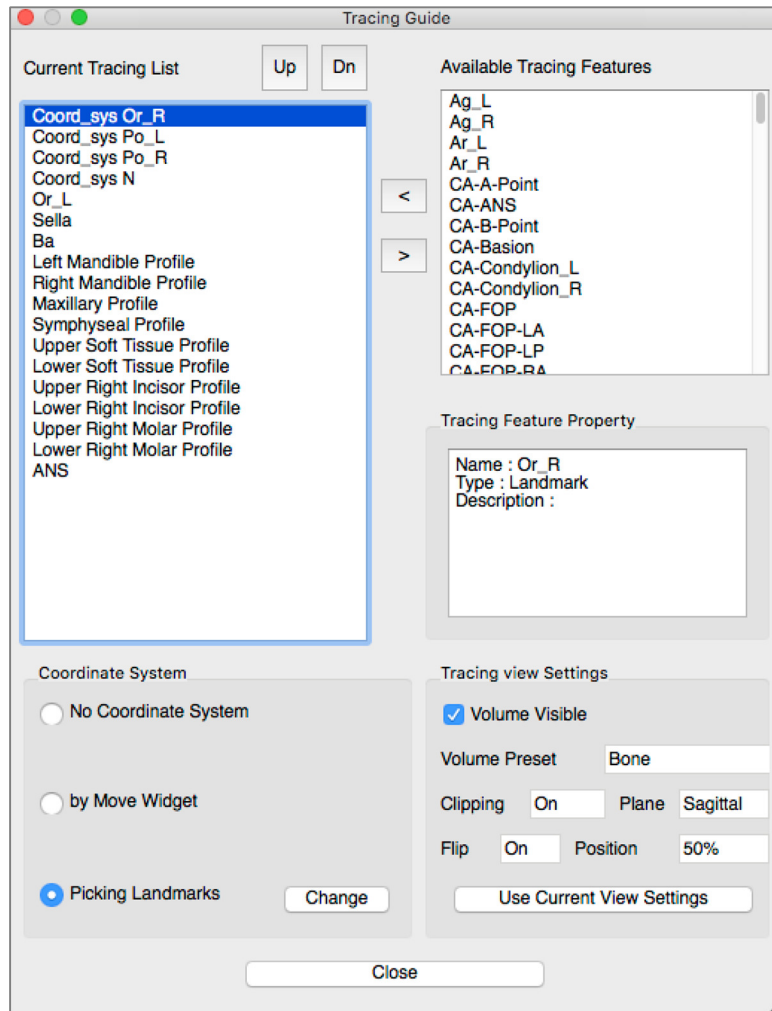 Tracing Guide
Current Tracing List
Up
Dn
Coord_sys Or_R
Coord_sys Po_L
Coord_sys Po_R
Coord_sys N
Or_L
Sella
Ba
Left Mandible Profile
Right Mandible Profile
Maxillary Profile
Symphyseal Profile
Upper Soft Tissue Profile
Lower Soft Tissue Profile
Upper Right Incisor Profile
Lower Right Incisor Profile
Upper Right Molar Profile
Lower Right Molar Profile
ANS
<
>
Available Tracing Features
Ag_L
Ag_R
Ar_L
Ar_R
CA-A-Point
CA-ANS
CA-B-Point
CA-Basion
CA-Condylion_L
CA-Condylion_R
CA-FOP
CA-FOP-LA
CA-FOP-LP
CA-FOP-RA
Tracing Feature Property
Name : Or_R
Type : Landmark
Description :
Coordinate System
No Coordinate System
by Move Widget
Picking Landmarks
Change
Tracing view Settings
Volume Visible
Volume Preset Bone
Clipping On Plane Sagittal
Flip On Position 50%
Use Current View Settings
Close